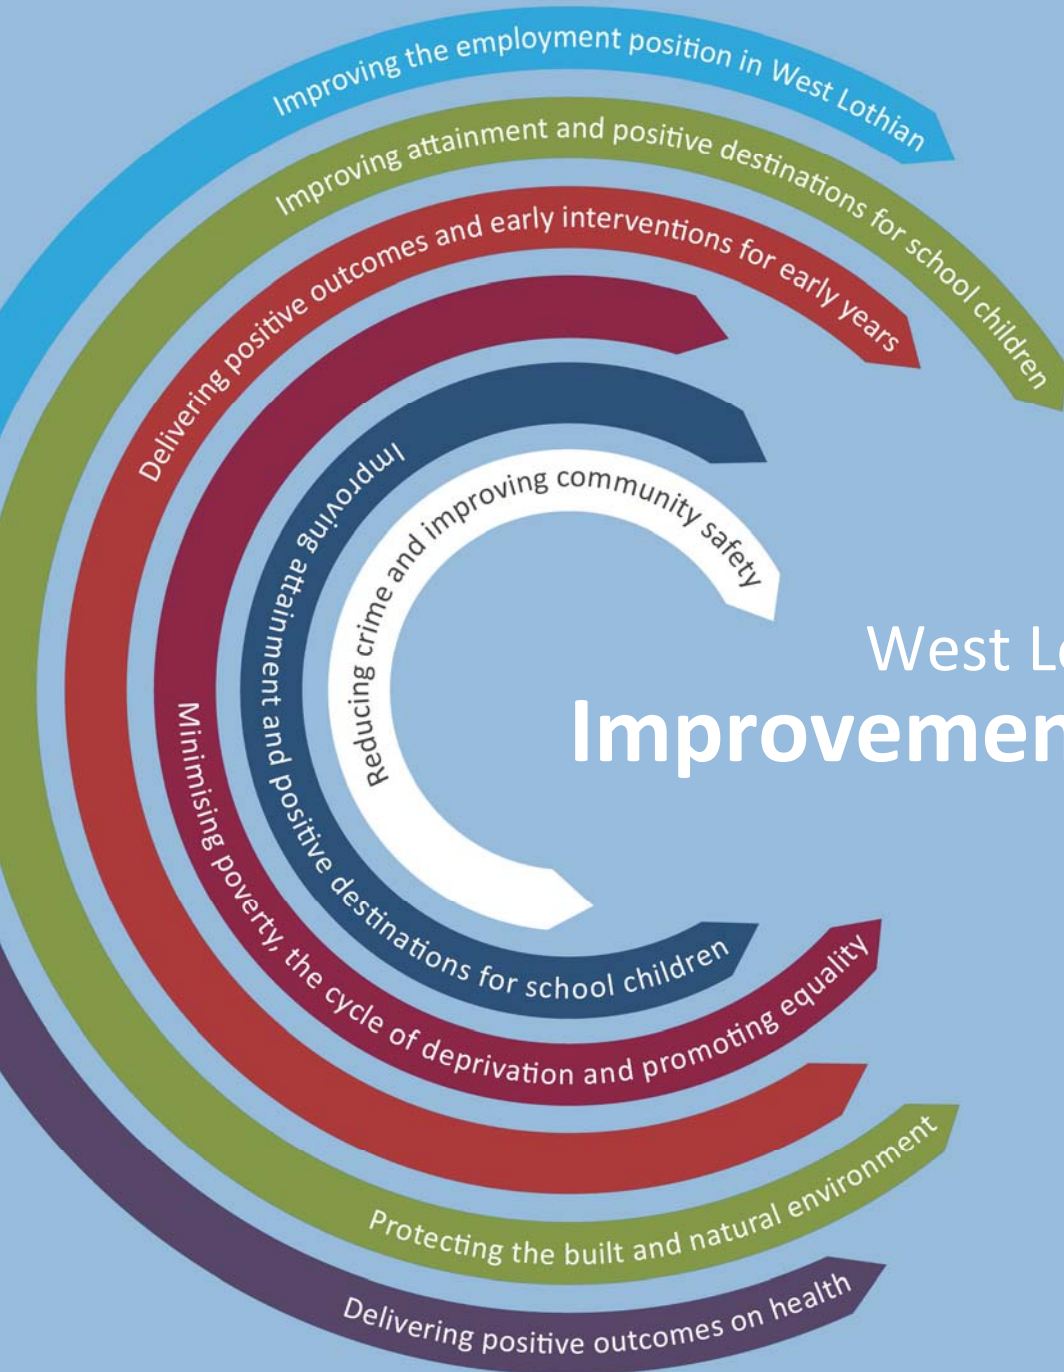 Improving the employment position in West Lothian
Improving attainment and positive destinations for school children
Delivering positive outcomes and early interventions for early years
Improving attainment and positive destinations for school children
Reducing crime and improving community safety
West
Minimising poverty, the cycle of deprivation and promoting equality
Protecting the built and natural environment
Delivering positive outcomes on health